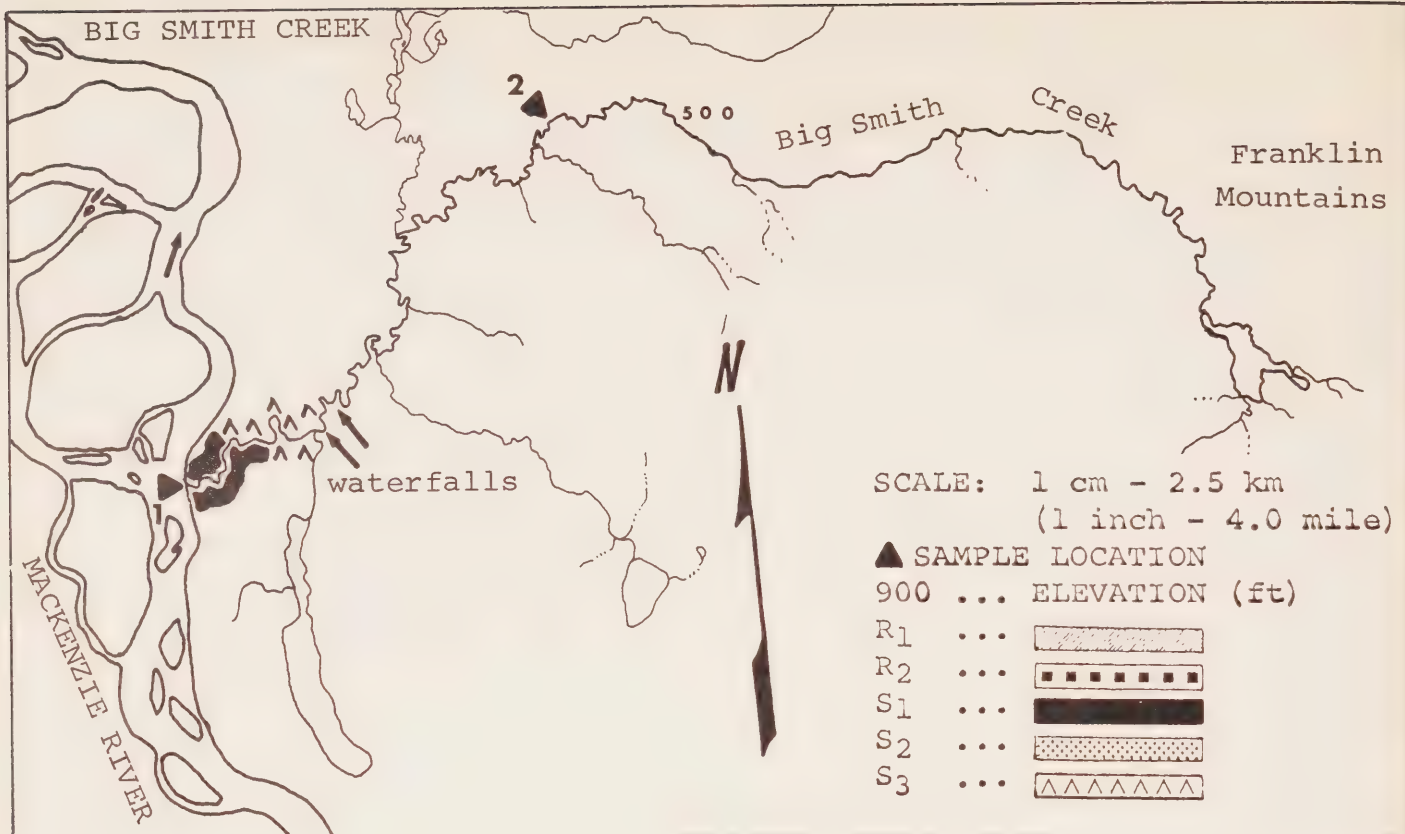 BIG SMITH CREEK
2
500
Big Smith Creek
Franklin
Mountains
N
waterfalls
1
MACKENZIE RIVER
SCALE: 1 cm - 2.5 km
(1 inch - 4.0 mile)
▲ SAMPLE LOCATION
900 ... ELEVATION (ft)
R1 ...
R2 ...
S1 ...
S2 ...
S3 ...